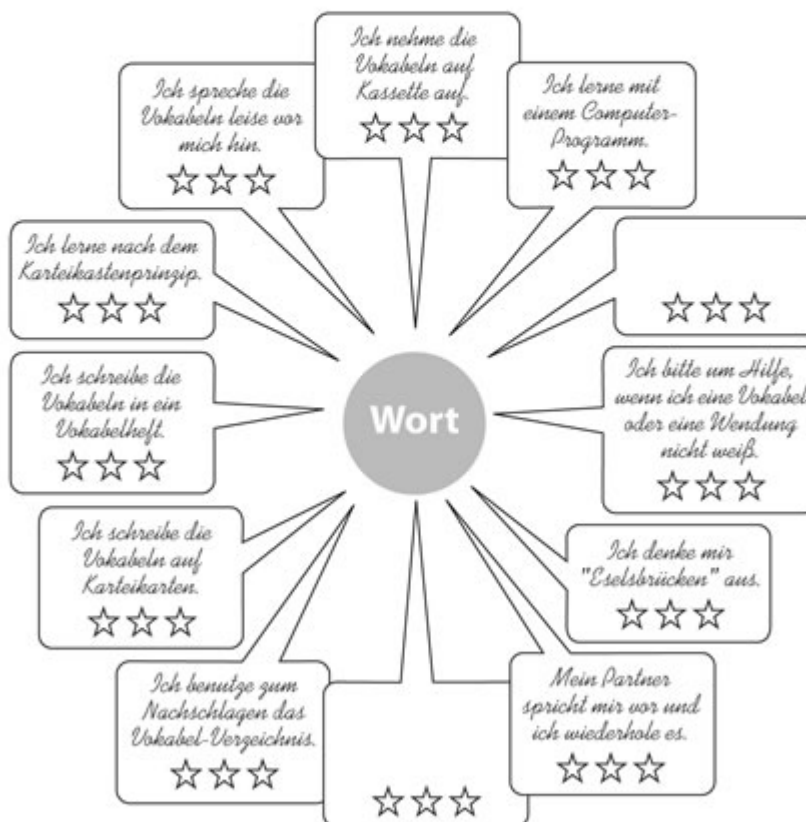 Ich nehme die
Vokabeln auf
Kassette auf.
Ich lerne mit
einem Computer-
Programm.
Ich bitte um Hilfe,
wenn ich eine Vokabel
oder eine Wendung
nicht weiß.
Ich denke mir
"Eselsbrücken" aus.
Mein Partner
spricht mir vor und
ich wiederhole es.
Ich benutze zum
Nachschlagen das
Vokabel-Verzeichnis.
Ich schreibe die
Vokabeln auf
Karteikarten.
Ich schreibe die
Vokabeln in ein
Vokabelheft.
Ich lerne nach dem
Karteikastenprinzip.
Ich spreche die
Vokabeln leise vor
mich hin.
Wort